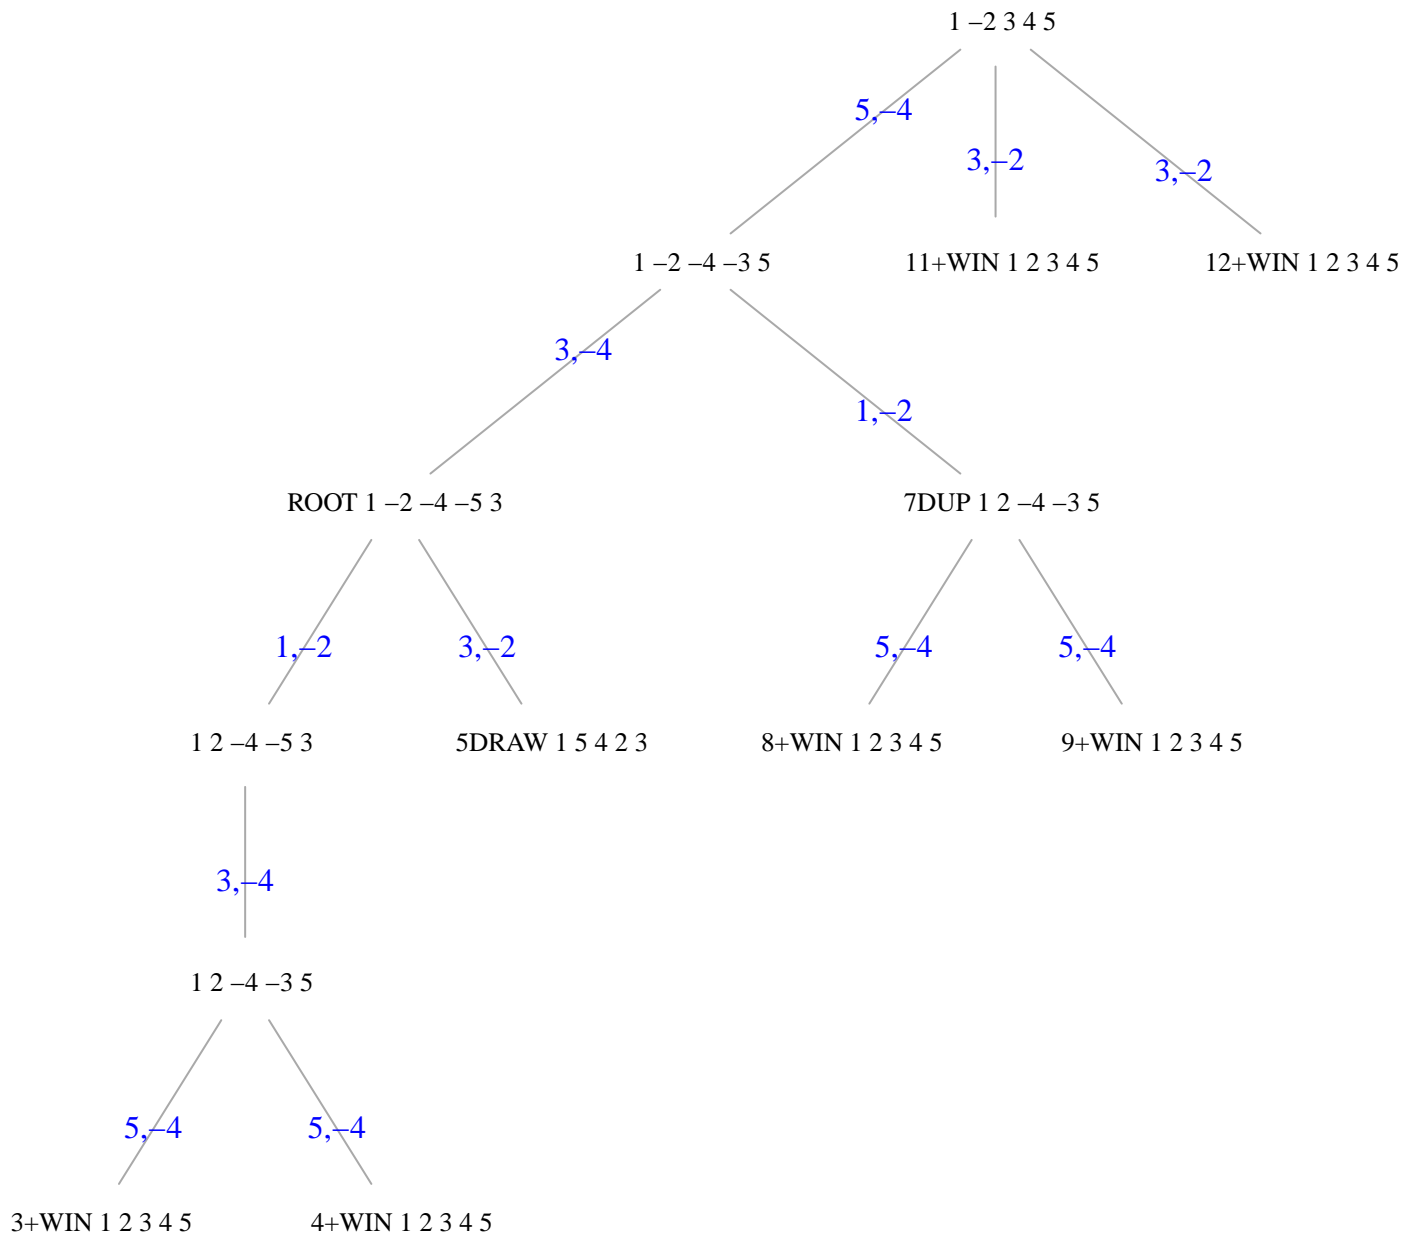 1 –2 3 4 5
5,–4
3,–2
3,–2
1 –2 –4 –3 5
11+WIN 1 2 3 4 5
12+WIN 1 2 3 4 5
3,–4
1,–2
ROOT 1 –2 –4 –5 3
7DUP 1 2 –4 –3 5
1,–2
3,–2
5,–4
5,–4
1 2 –4 –5 3
5DRAW 1 5 4 2 3
8+WIN 1 2 3 4 5
9+WIN 1 2 3 4 5
3,–4
1 2 –4 –3 5
5,–4
5,–4
3+WIN 1 2 3 4 5
4+WIN 1 2 3 4 5